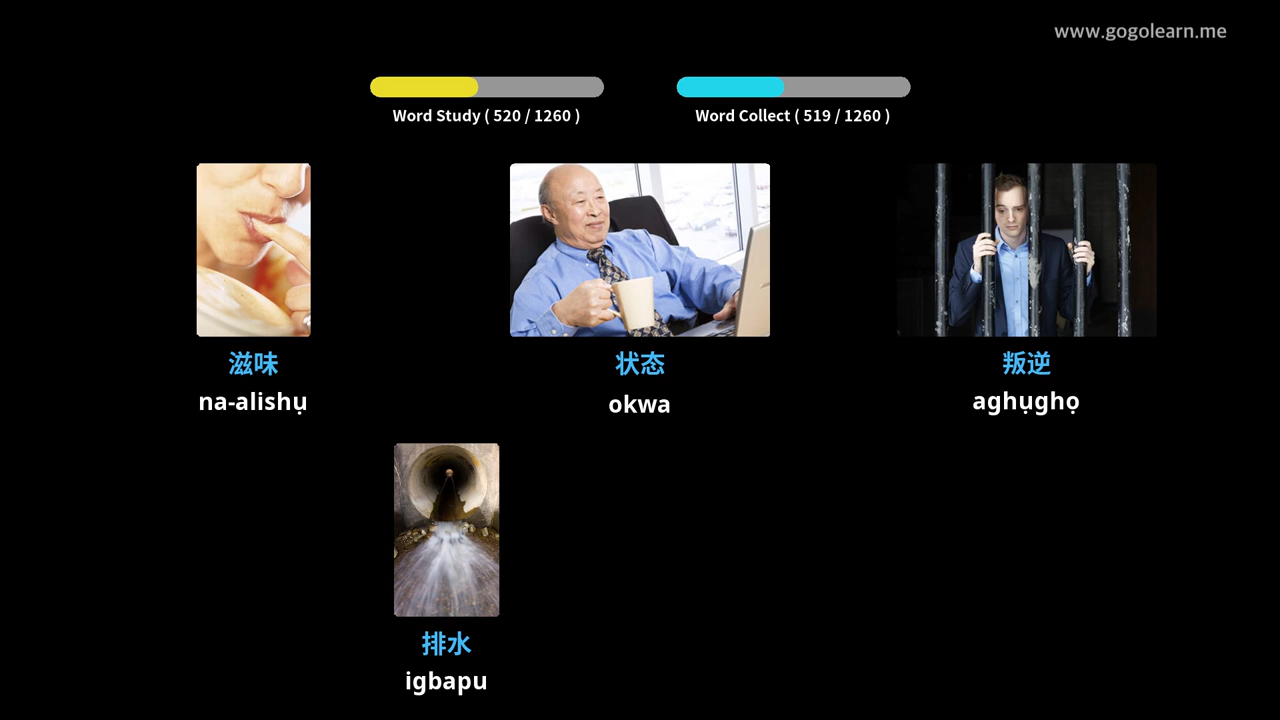 www.gogolearn.me
Word Study ( 520 / 1260 )
Word Collect ( 519 / 1260 )
滋味
na-alishụ
状态
okwa
叛逆
aghụghọ
排水
igbapu